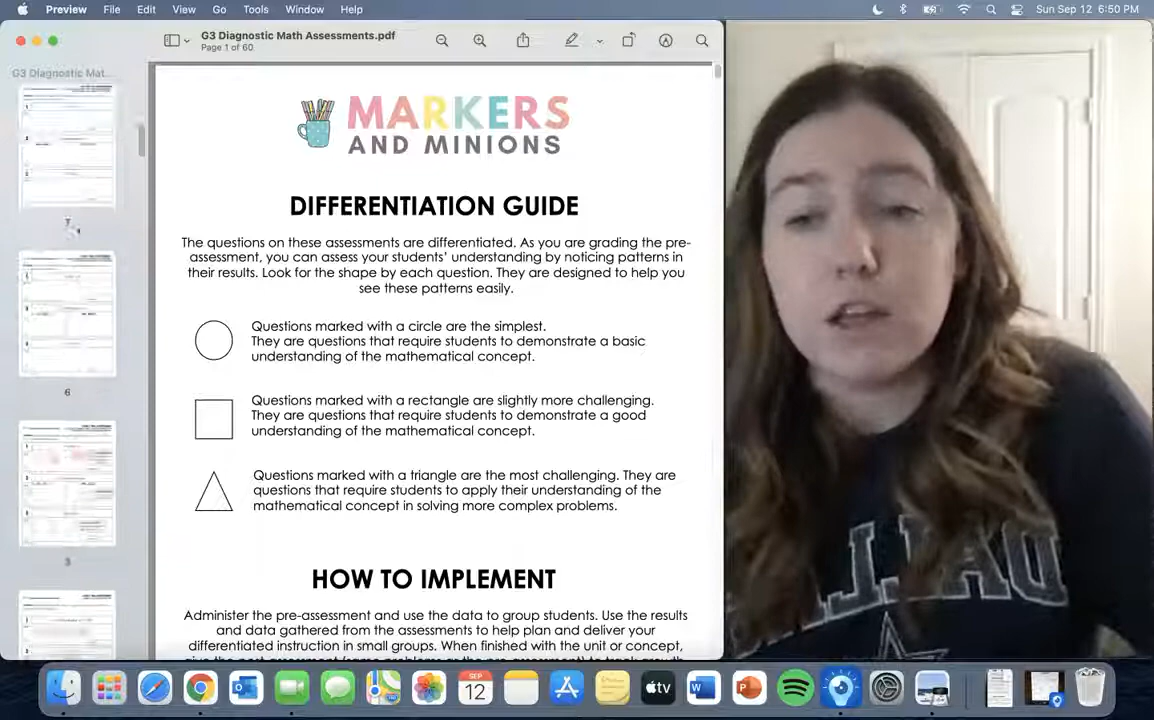 Preview File Edit View Go Tools Window Help Sun Sep 12 6:50 PM
G3 Diagnostic Math Assessments.pdf
Page 1 of 60
G3 Diagnostic Mat...
6
3
MARKERS
AND MINIONS
DIFFERENTIATION GUIDE
The questions on these assessments are differentiated. As you are grading the pre-
assessment, you can assess your students' understanding by noticing patterns in
their results. Look for the shape by each question. They are designed to help you
see these patterns easily.
Questions marked with a circle are the simplest.
They are questions that require students to demonstrate a basic
understanding of the mathematical concept.
Questions marked with a rectangle are slightly more challenging.
They are questions that require students to demonstrate a good
understanding of the mathematical concept.
Questions marked with a triangle are the most challenging. They are
questions that require students to apply their understanding of the
mathematical concept in solving more complex problems.
HOW TO IMPLEMENT
Administer the pre-assessment and use the data to group students. Use the results
and data gathered from the assessments to help plan and deliver your
differentiated instruction in small groups. When finished with the unit or concept,
DALLAS
SEP
12
tv
W
P